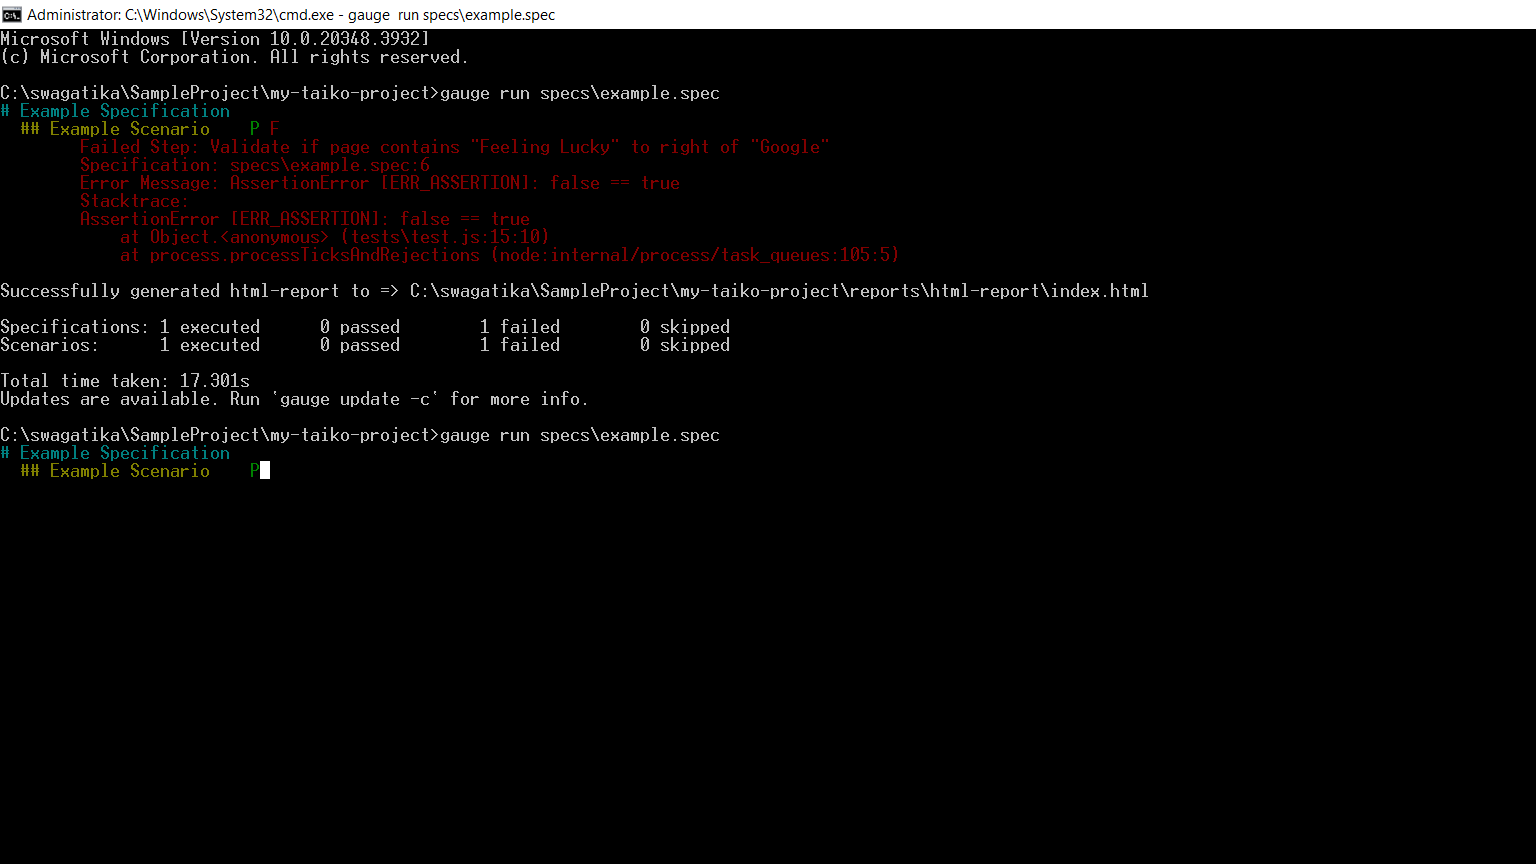 Administrator: C:\Windows\System32\cmd.exe - gauge  run specs\example.spec
Microsoft Windows [Version 10.0.20348.3932]
(c) Microsoft Corporation. All rights reserved.
C:\swagatika\SampleProject\my-taiko-project>gauge run specs\example.spec
# Example Specification
  ## Example Scenario    P F
        Failed Step: Validate if page contains "Feeling Lucky" to right of "Google"
        Specification: specs\example.spec:6
        Error Message: AssertionError [ERR_ASSERTION]: false == true
        Stacktrace:
        AssertionError [ERR_ASSERTION]: false == true
            at Object.<anonymous> (tests\test.js:15:10)
            at process.processTicksAndRejections (node:internal/process/task_queues:105:5)
Successfully generated html-report to => C:\swagatika\SampleProject\my-taiko-project\reports\html-report\index.html
Specifications: 1 executed      0 passed        1 failed        0 skipped
Scenarios:      1 executed      0 passed        1 failed        0 skipped
Total time taken: 17.301s
Updates are available. Run `gauge update -c` for more info.
C:\swagatika\SampleProject\my-taiko-project>gauge run specs\example.spec
# Example Specification
  ## Example Scenario    P